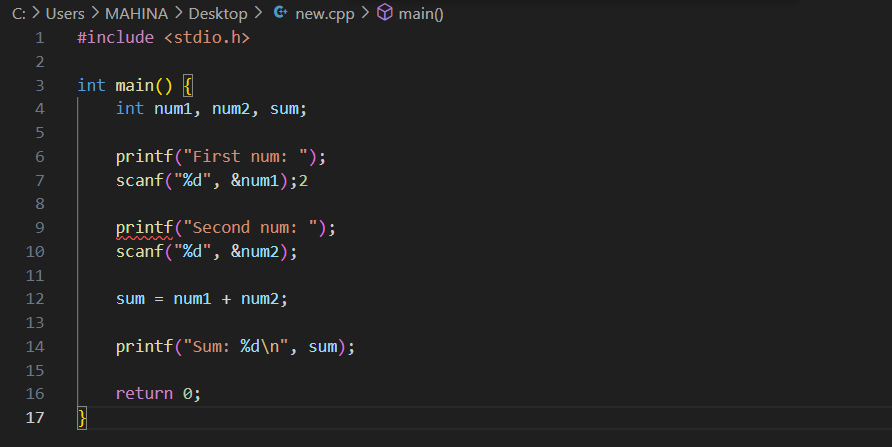 C: > Users > MAHINA > Desktop > new.cpp > main()
1 #include <stdio.h>
2
3 int main() {
4     int num1, num2, sum;
5
6     printf("First num: ");
7     scanf("%d", &num1);2
8
9     printf("Second num: ");
10     scanf("%d", &num2);
11
12     sum = num1 + num2;
13
14     printf("Sum: %d\n", sum);
15
16     return 0;
17 }